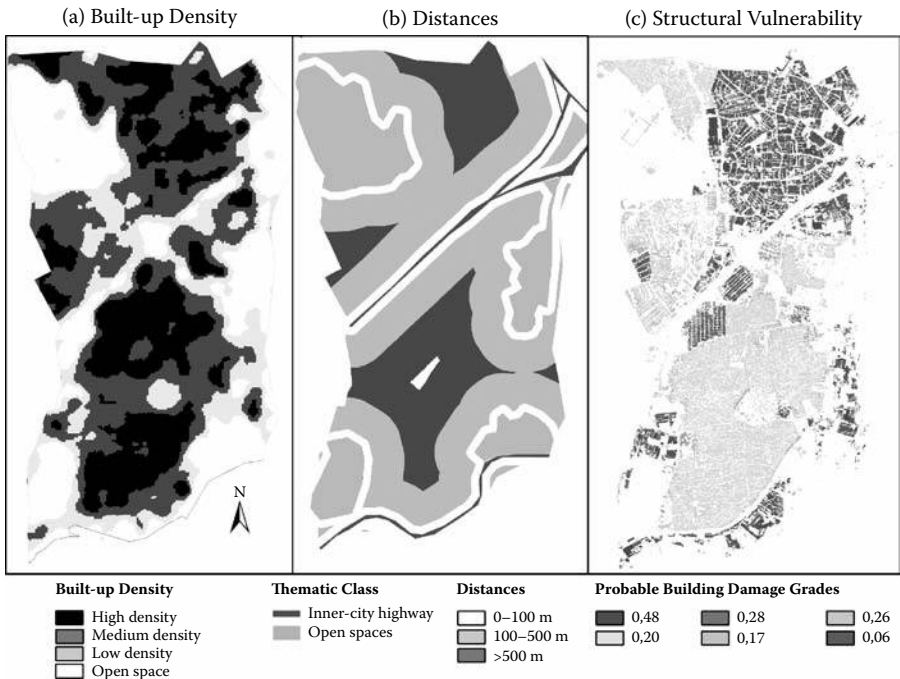 (a) Built-up Density
(b) Distances
(c) Structural Vulnerability
N
Built-up Density
High density
Medium density
Low density
Open space
Thematic Class
Inner-city highway
Open spaces
Distances
0–100 m
100–500 m
>500 m
Probable Building Damage Grades
0,48
0,28
0,26
0,20
0,17
0,06